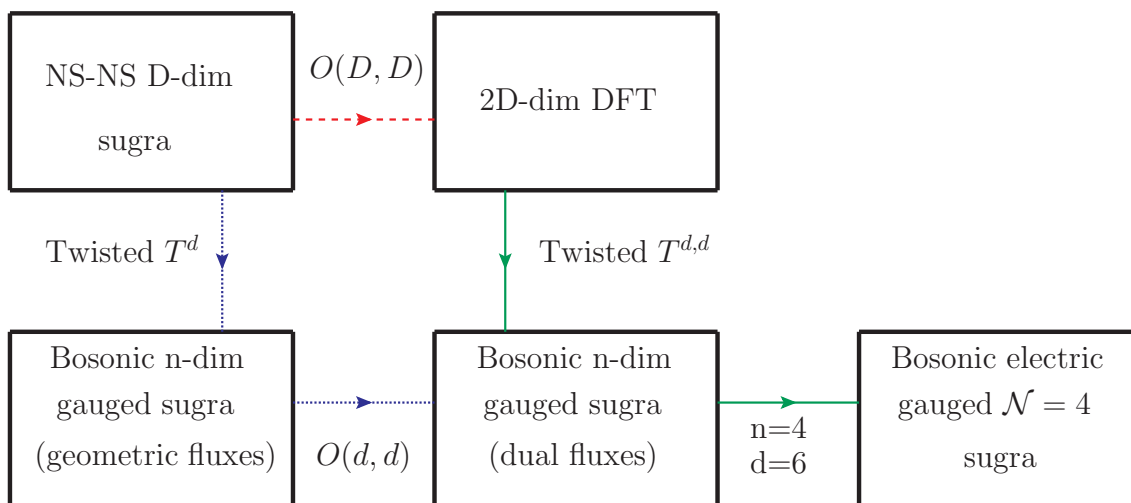 NS-NS D-dim
sugra
O(D, D)
2D-dim DFT
Twisted T^d
Twisted T^{d,d}
Bosonic n-dim
gauged sugra
(geometric fluxes)
O(d, d)
Bosonic n-dim
gauged sugra
(dual fluxes)
n=4
d=6
Bosonic electric
gauged 𝒩 = 4
sugra